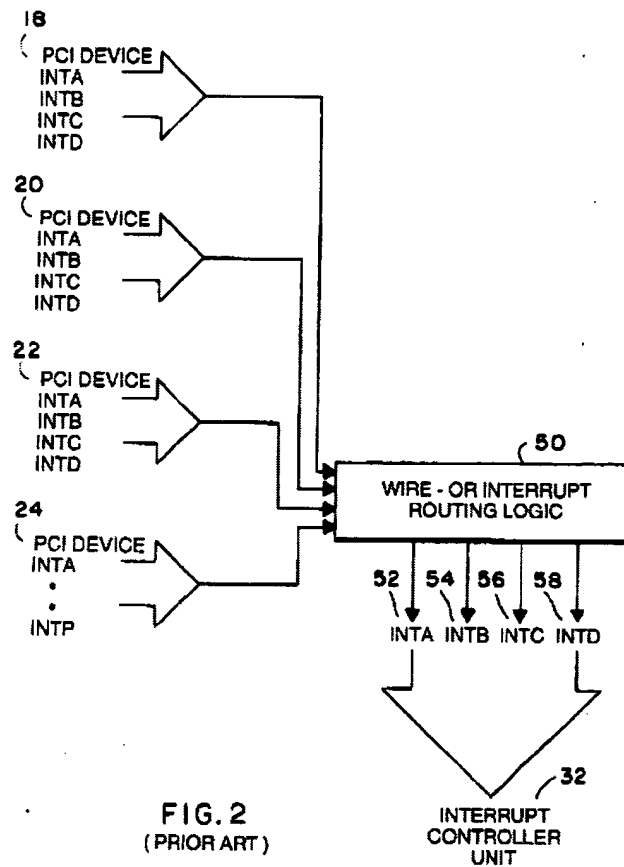 18
PCI DEVICE
INTA
INTB
INTC
INTD
20
PCI DEVICE
INTA
INTB
INTC
INTD
22
PCI DEVICE
INTA
INTB
INTC
INTD
24
PCI DEVICE
INTA
INTP
50
WIRE - OR INTERRUPT
ROUTING LOGIC
52 54 56 58
INTA INTB INTC INTD
32
INTERRUPT
CONTROLLER
UNIT
FIG. 2
(PRIOR ART)